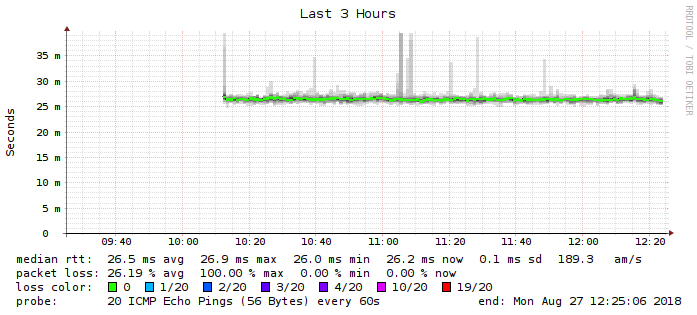 Last 3 Hours
RRDTOOL / TOBI OETIKER
Seconds
35 m
30 m
25 m
20 m
15 m
10 m
5 m
0
09:40 10:00 10:20 10:40 11:00 11:20 11:40 12:00 12:20
median rtt: 26.5 ms avg 26.9 ms max 26.0 ms min 26.2 ms now 0.1 ms sd 189.3 am/s
packet loss: 26.19 % avg 100.00 % max 0.00 % min 0.00 % now
loss color: 0 1/20 2/20 3/20 4/20 10/20 19/20
probe: 20 ICMP Echo Pings (56 Bytes) every 60s end: Mon Aug 27 12:25:06 2018